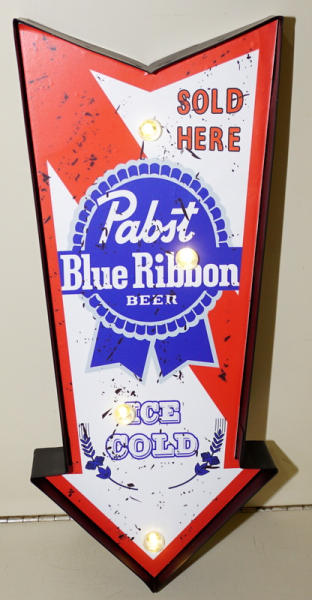 SOLD
HERE
Pabst
Blue Ribbon
BEER
ICE
COLD